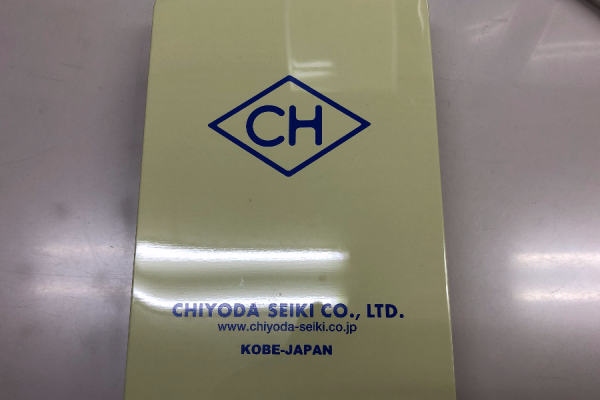 CH
CHIYODA SEIKI CO., LTD.
www.chiyoda-seiki.co.jp
KOBE-JAPAN